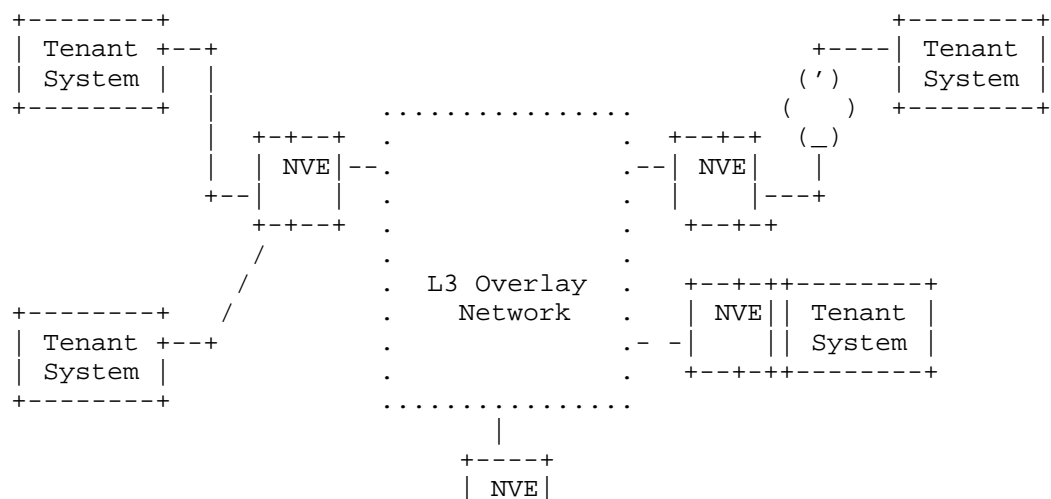 Tenant
System
Tenant
System
NVE
NVE
L3 Overlay
Network
NVE
Tenant
System
Tenant
System
NVE